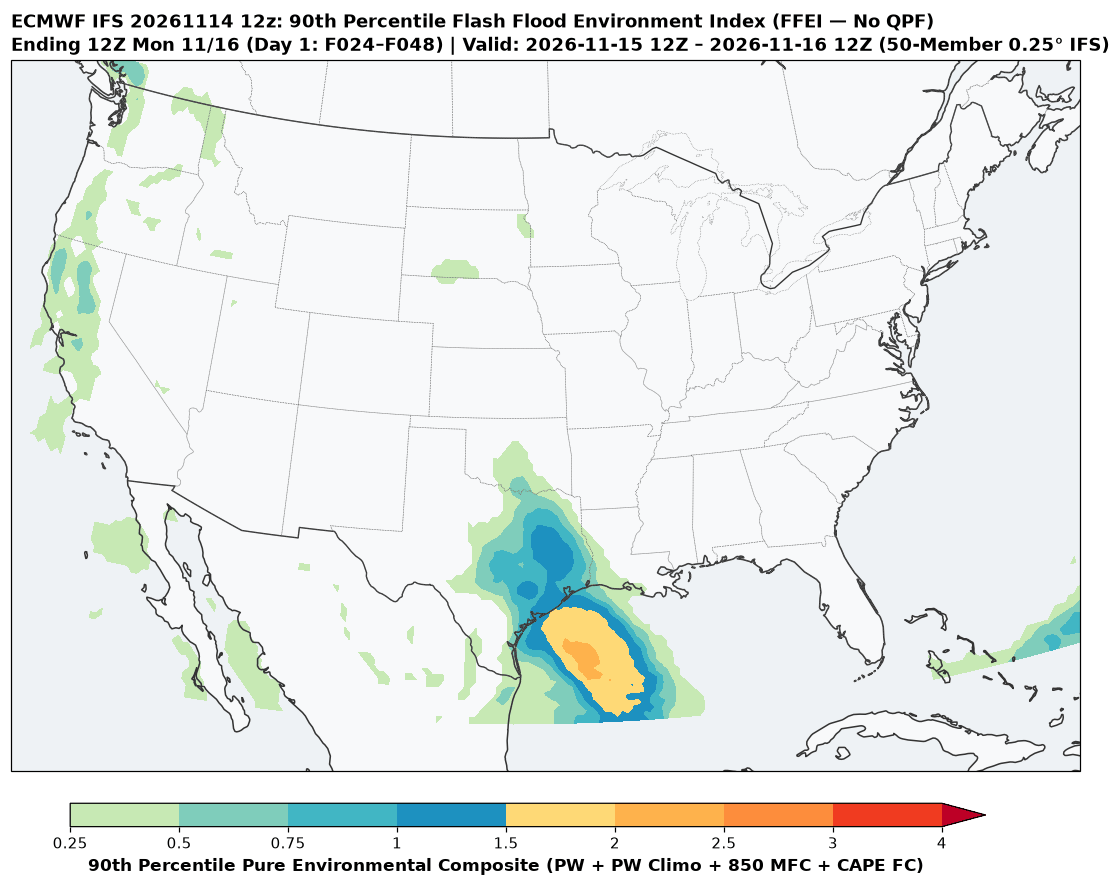 ECMWF IFS 20261114 12z: 90th Percentile Flash Flood Environment Index (FFEI — No QPF)
Ending 12Z Mon 11/16 (Day 1: F024–F048) | Valid: 2026-11-15 12Z – 2026-11-16 12Z (50-Member 0.25° IFS)
0.25 0.5 0.75 1 1.5 2 2.5 3 4
90th Percentile Pure Environmental Composite (PW + PW Climo + 850 MFC + CAPE FC)